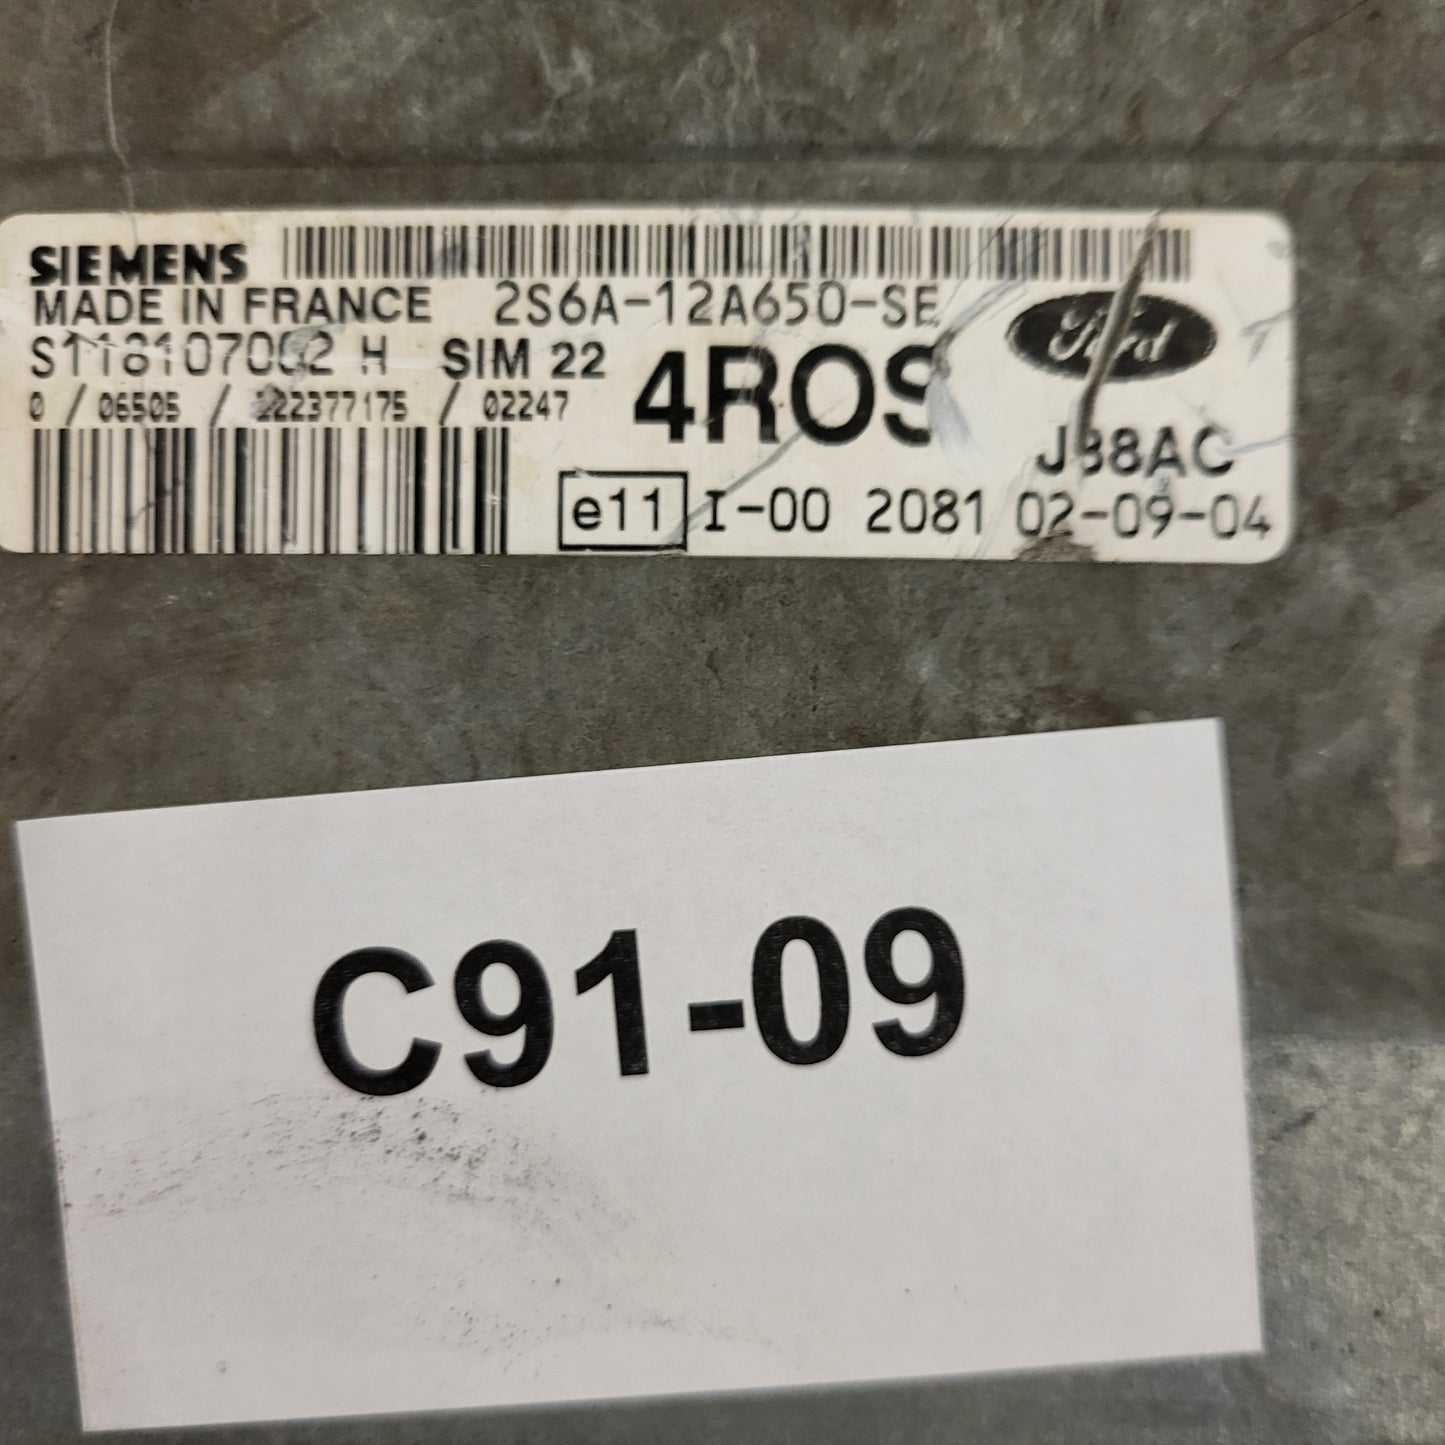 SIEMENS
MADE IN FRANCE 2S6A-12A650-SE
Ford
S118107002 H SIM 22 4ROS
0 / 06505 / 222377175 / 02247
J38AC
e11 I-00 2081 02-09-04
C91-09